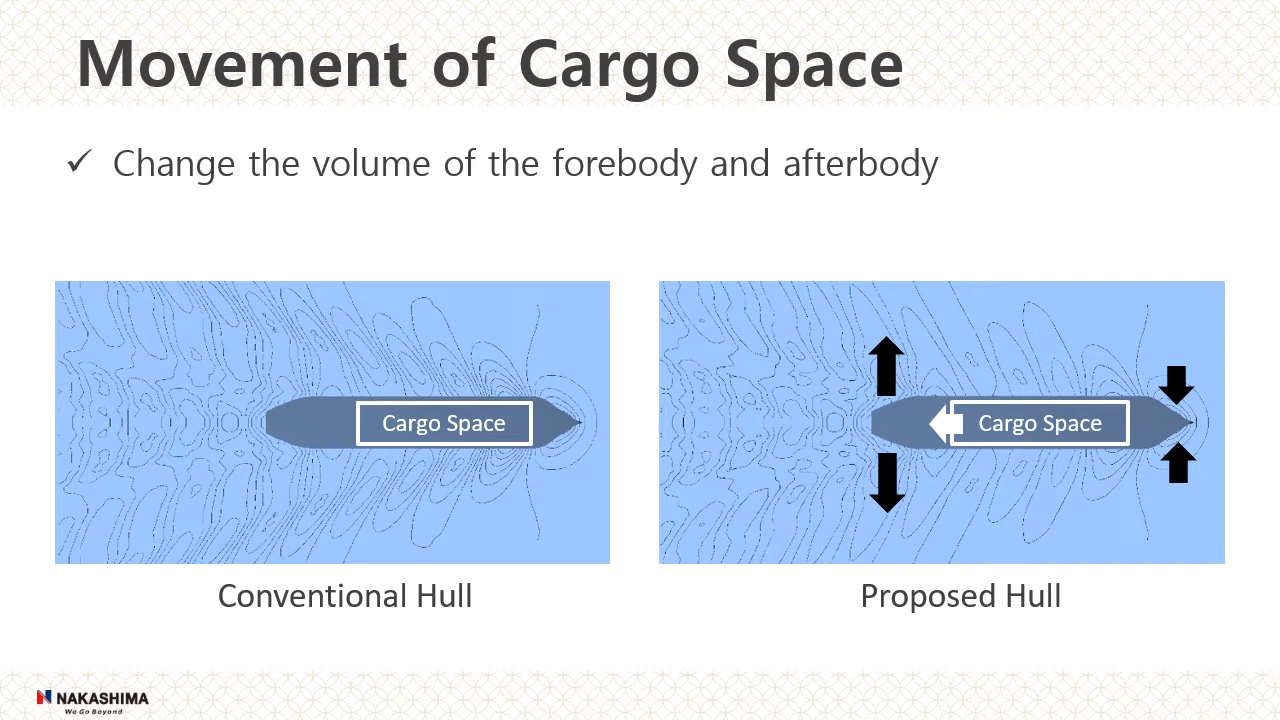 Movement of Cargo Space
✓ Change the volume of the forebody and afterbody
Cargo Space
Cargo Space
Conventional Hull
Proposed Hull
NAKASHIMA
We Go Beyond